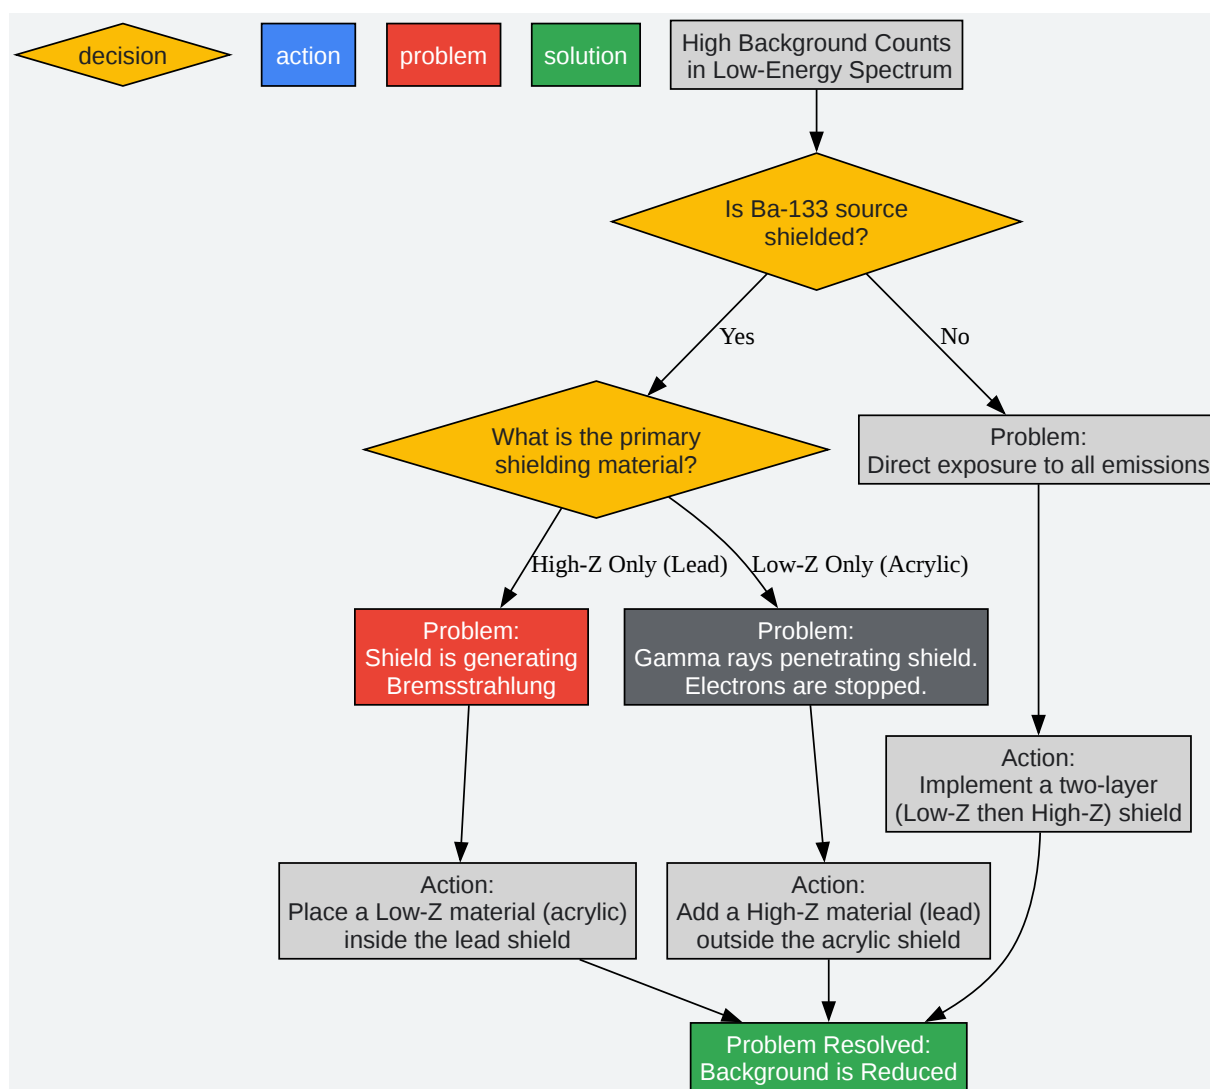 decision
action
problem
solution
High Background Counts
in Low-Energy Spectrum
Is Ba-133 source
shielded?
Yes
No
What is the primary
shielding material?
Problem:
Direct exposure to all emissions
High-Z Only (Lead)
Low-Z Only (Acrylic)
Problem:
Shield is generating
Bremsstrahlung
Problem:
Gamma rays penetrating shield.
Electrons are stopped.
Action:
Implement a two-layer
(Low-Z then High-Z) shield
Action:
Place a Low-Z material (acrylic)
inside the lead shield
Action:
Add a High-Z material (lead)
outside the acrylic shield
Problem Resolved:
Background is Reduced